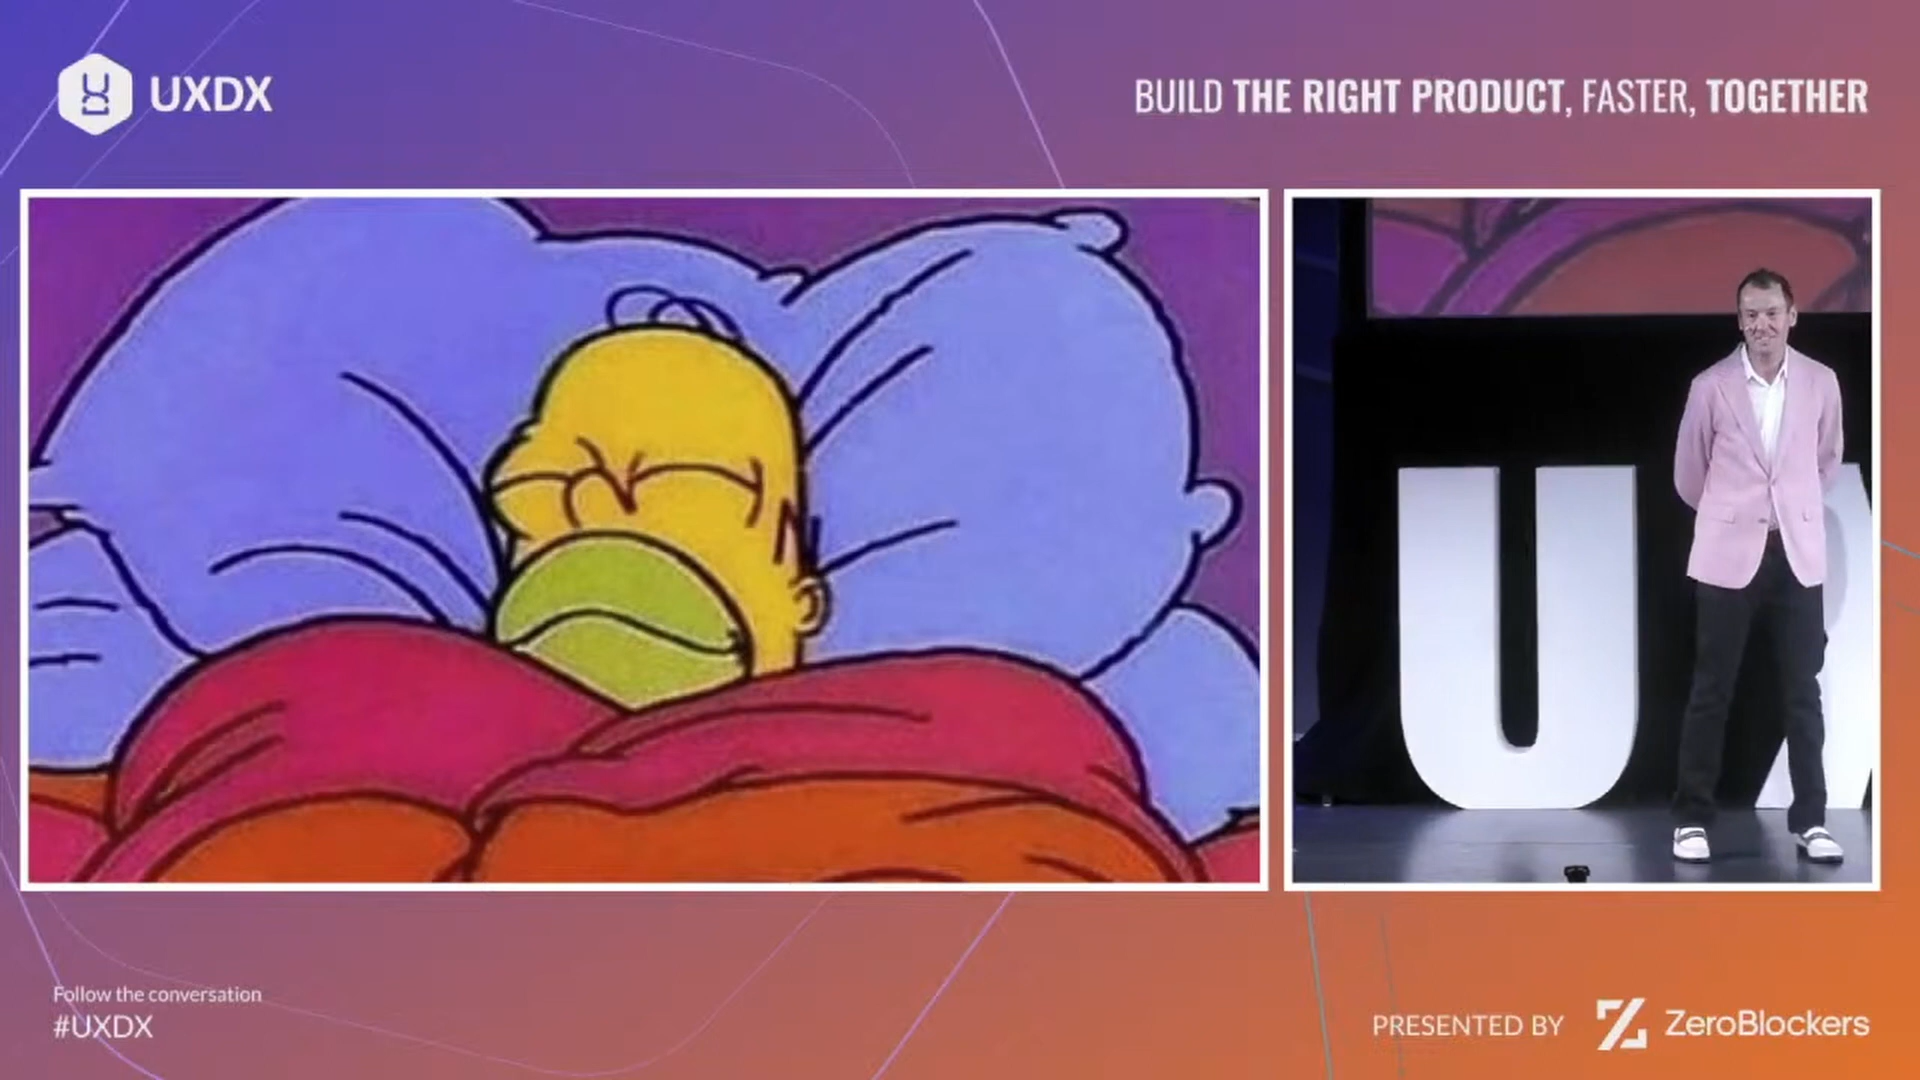 UXDX
BUILD THE RIGHT PRODUCT, FASTER, TOGETHER
U
Follow the conversation
#UXDX
PRESENTED BY ZeroBlockers